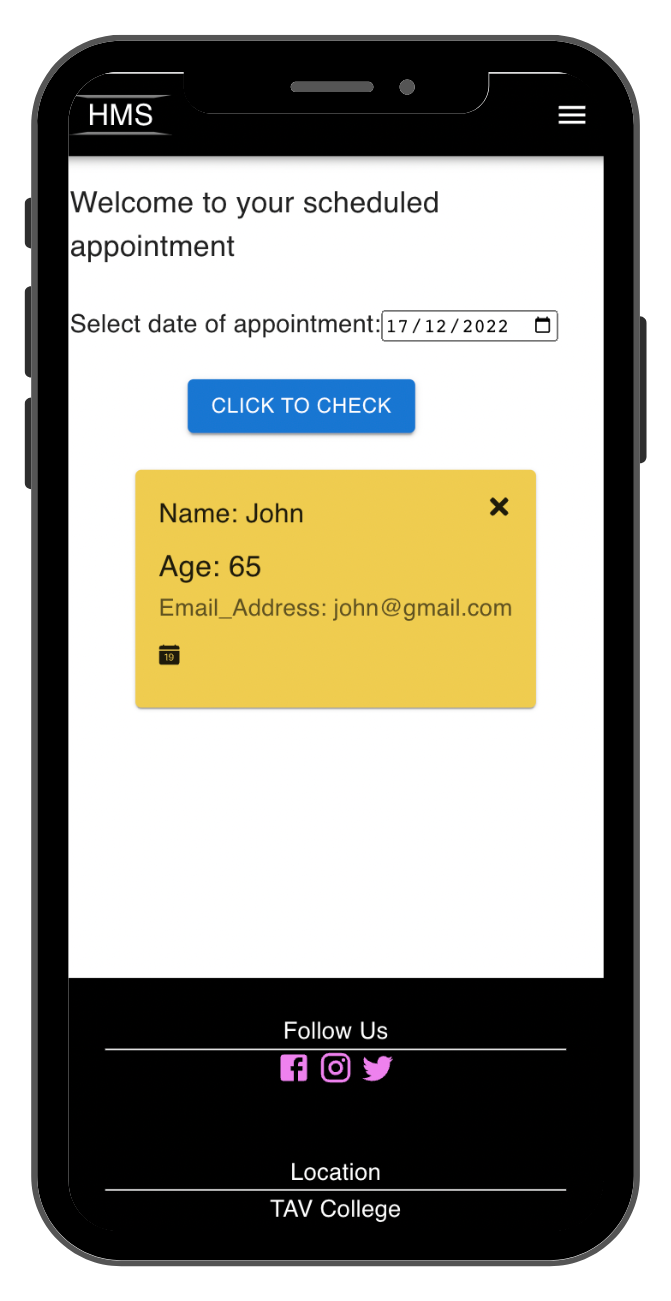 HMS
Welcome to your scheduled
appointment
Select date of appointment: 17/12/2022
CLICK TO CHECK
Name: John
Age: 65
Email_Address: john@gmail.com
19
Follow Us
Location
TAV College